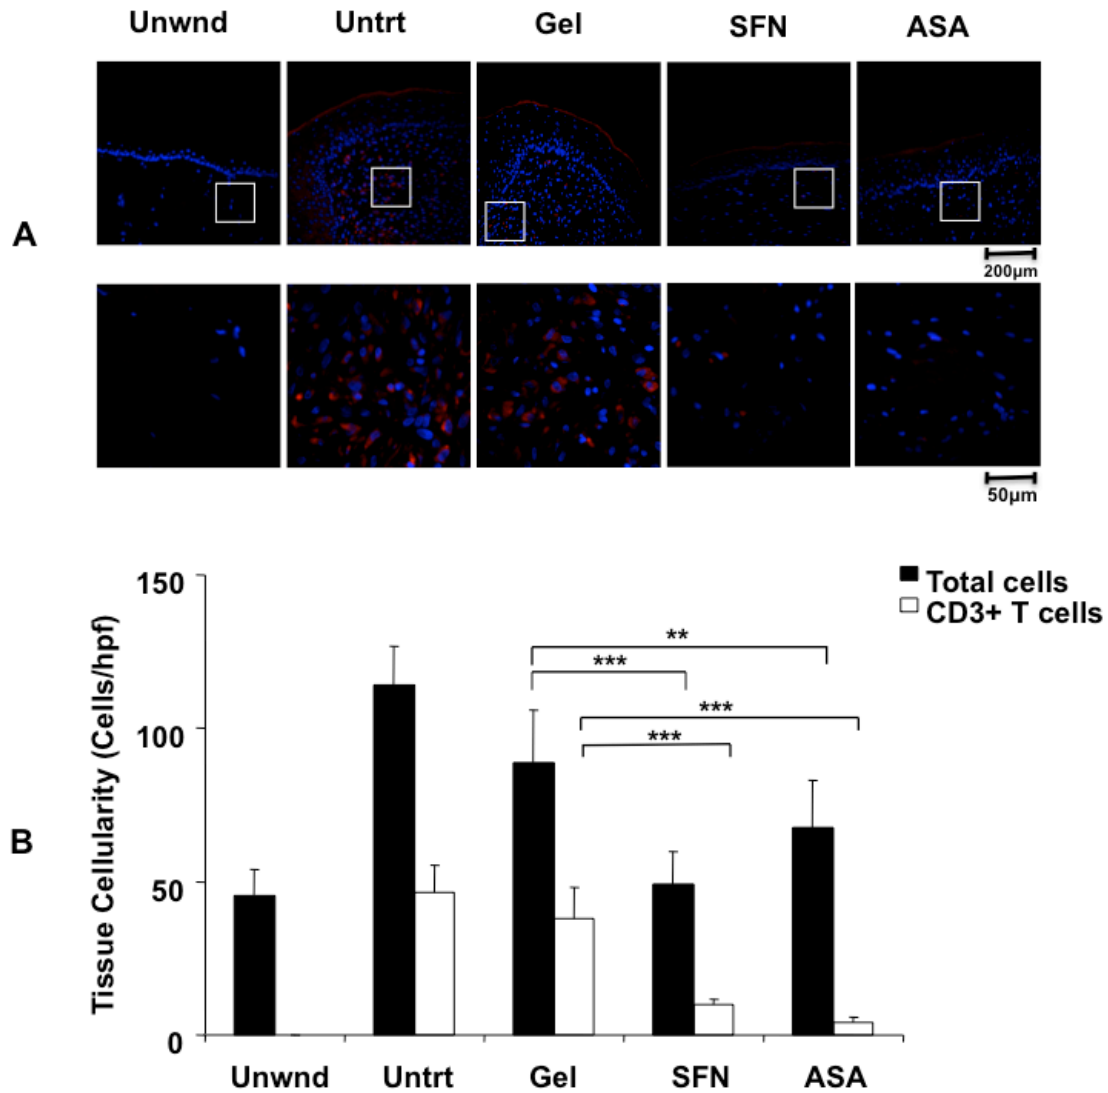 Unwnd Untrt Gel SFN ASA
A
200µm
50µm
B
Tissue Cellularity (Cells/hpf)
150
100
50
0
Total cells
CD3+ T cells
**
***
***
***
Unwnd Untrt Gel SFN ASA